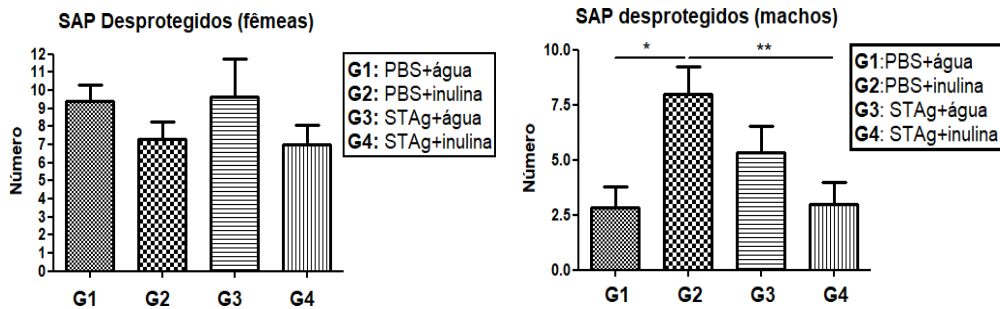 SAP Desprotegidos (fêmeas)
Número
12
11
10
9
8
7
6
5
4
3
2
1
0
G1 G2 G3 G4
G1: PBS+água
G2: PBS+inulina
G3: STAg+água
G4: STAg+inulina
SAP desprotegidos (machos)
Número
10.0
7.5
5.0
2.5
0.0
* **
G1 G2 G3 G4
G1:PBS+água
G2:PBS+inulina
G3: STAg+água
G4: STAg+inulina